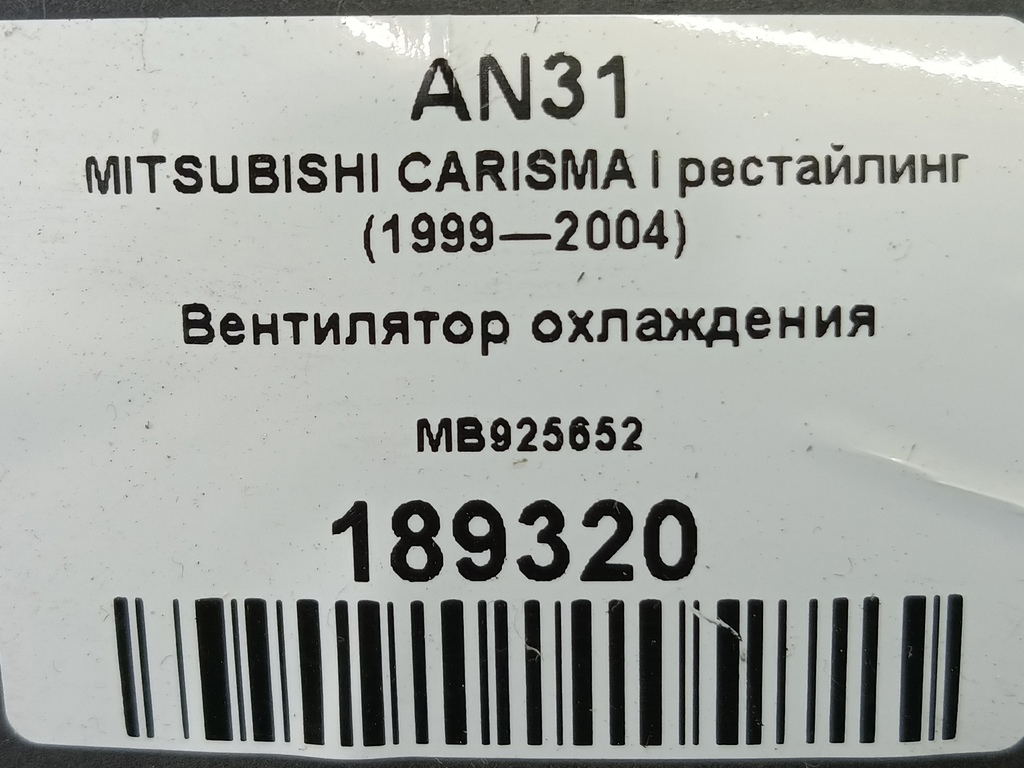 AN31
MITSUBISHI CARISMA I рестайлинг
(1999—2004)
Вентилятор охлаждения
MB925652
189320